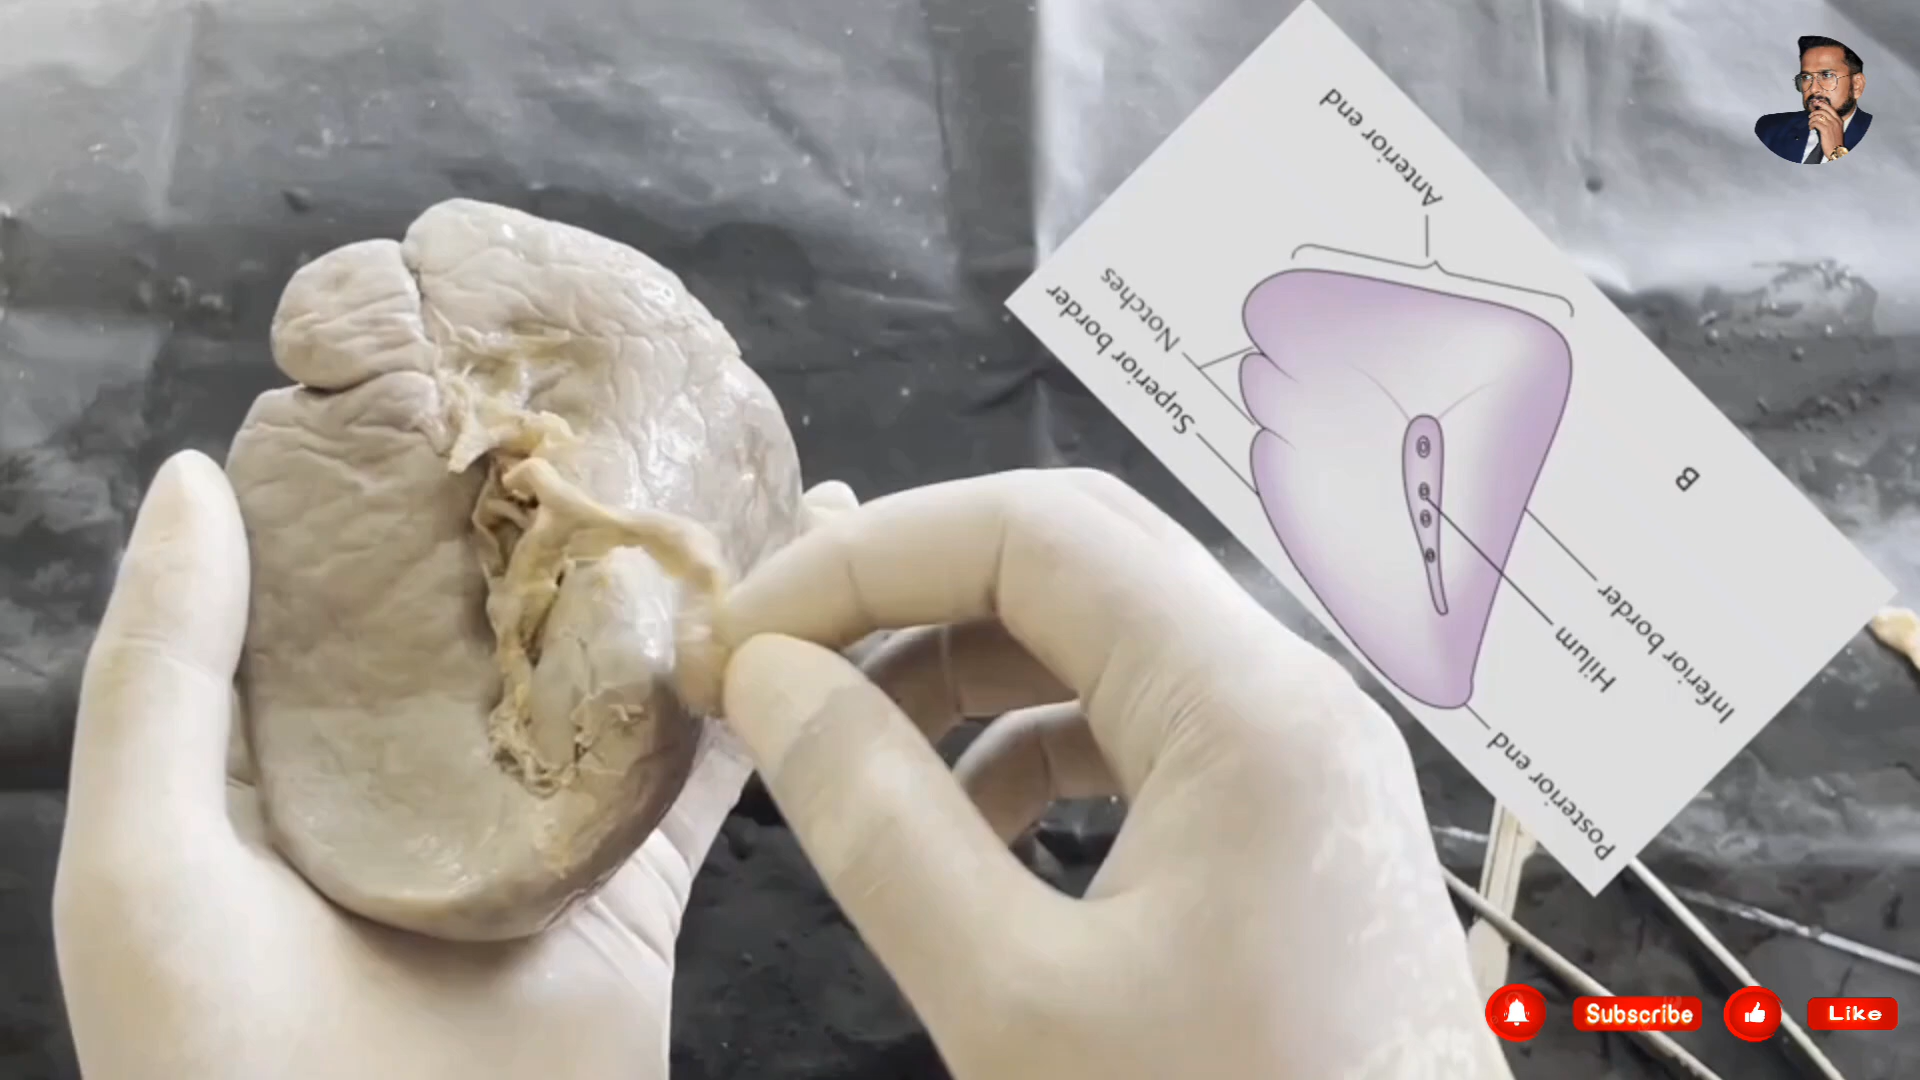 Anterior end
Notches
Superior border
B
Inferior border
Hilum
Posterior end
Subscribe
Like